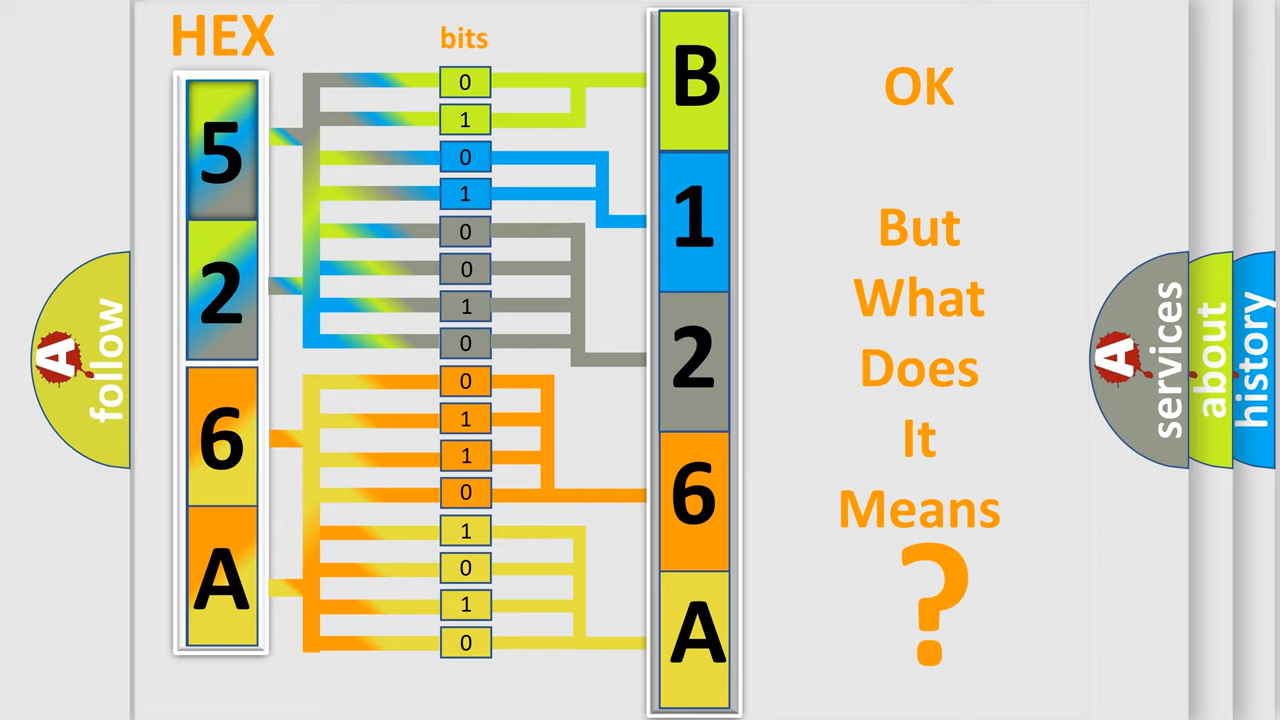 HEX
bits
5
2
6
A
0
1
0
1
0
0
1
0
0
1
1
0
1
0
1
0
B
1
2
6
A
OK
But
What
Does
It
Means
?
A
follow
A
services
about
history